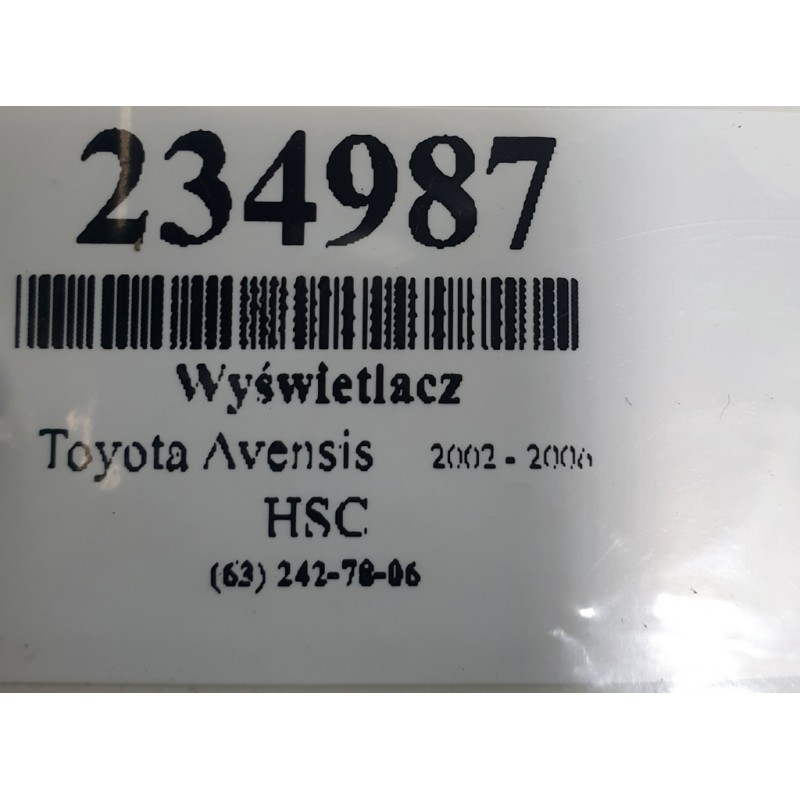 234987
Wyświetlacz
Toyota Avensis 2002 - 2006
HSC
(63) 242-78-06